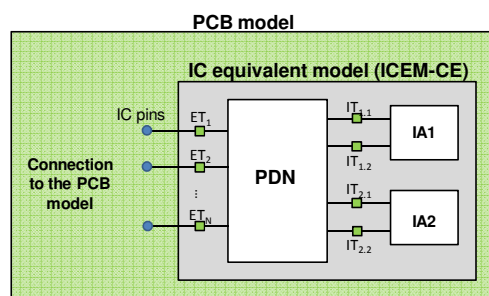 PCB model
IC equivalent model (ICEM-CE)
IC pins
ET1
IT1.1
IA1
IT1.2
ET2
Connection
to the PCB
model
PDN
...
IT2.1
IA2
ETN
IT2.2